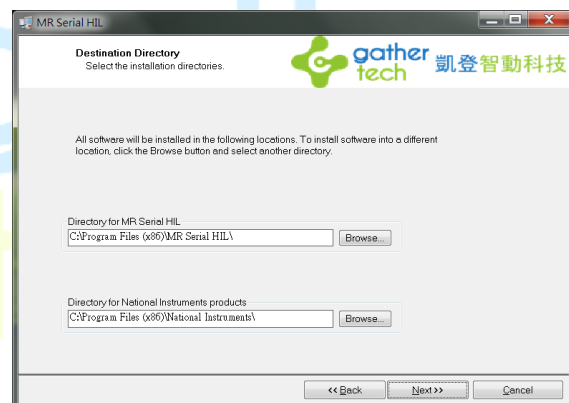 MR Serial HIL
Destination Directory
Select the installation directories.
gather
tech
凱登智動科技
All software will be installed in the following locations. To install software into a different
location, click the Browse button and select another directory.
Directory for MR Serial HIL
C:\Program Files (x86)\MR Serial HIL\
Browse...
Directory for National Instruments products
C:\Program Files (x86)\National Instruments\
Browse...
<< Back
Next >>
Cancel